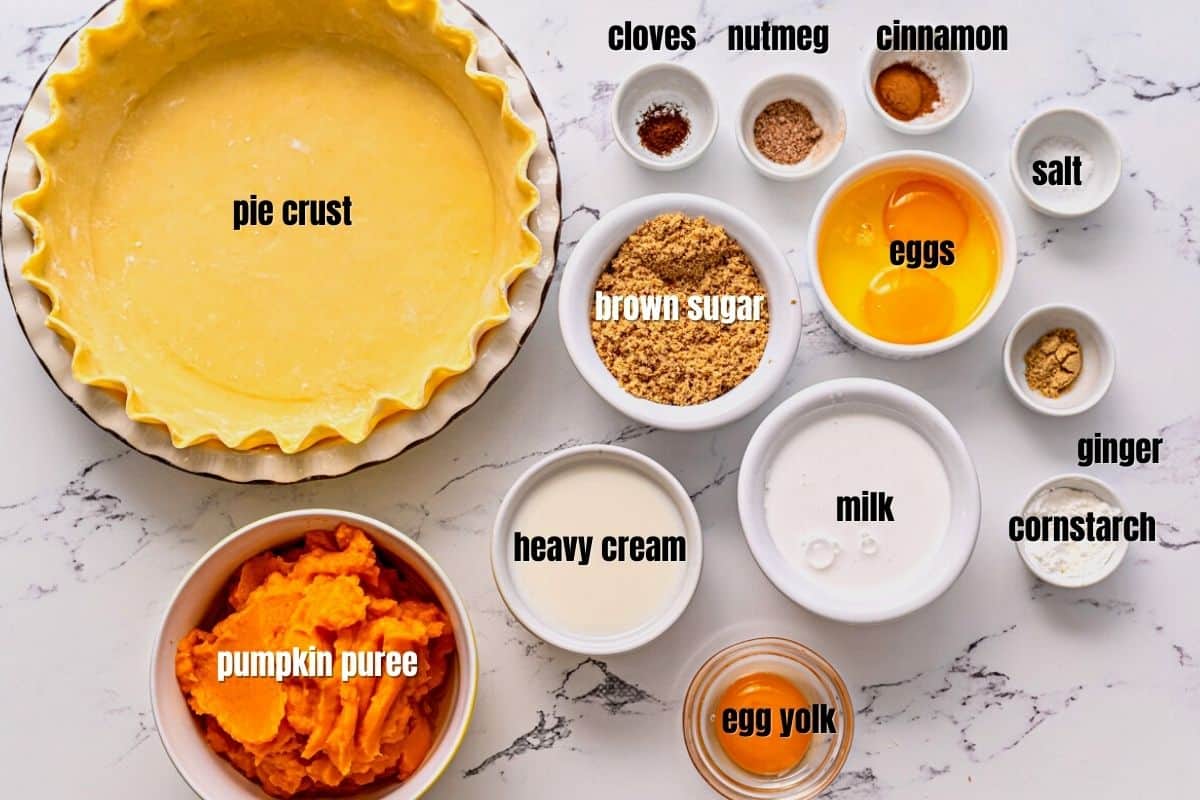 cloves
nutmeg
cinnamon
salt
pie crust
eggs
brown sugar
ginger
milk
cornstarch
heavy cream
pumpkin puree
egg yolk